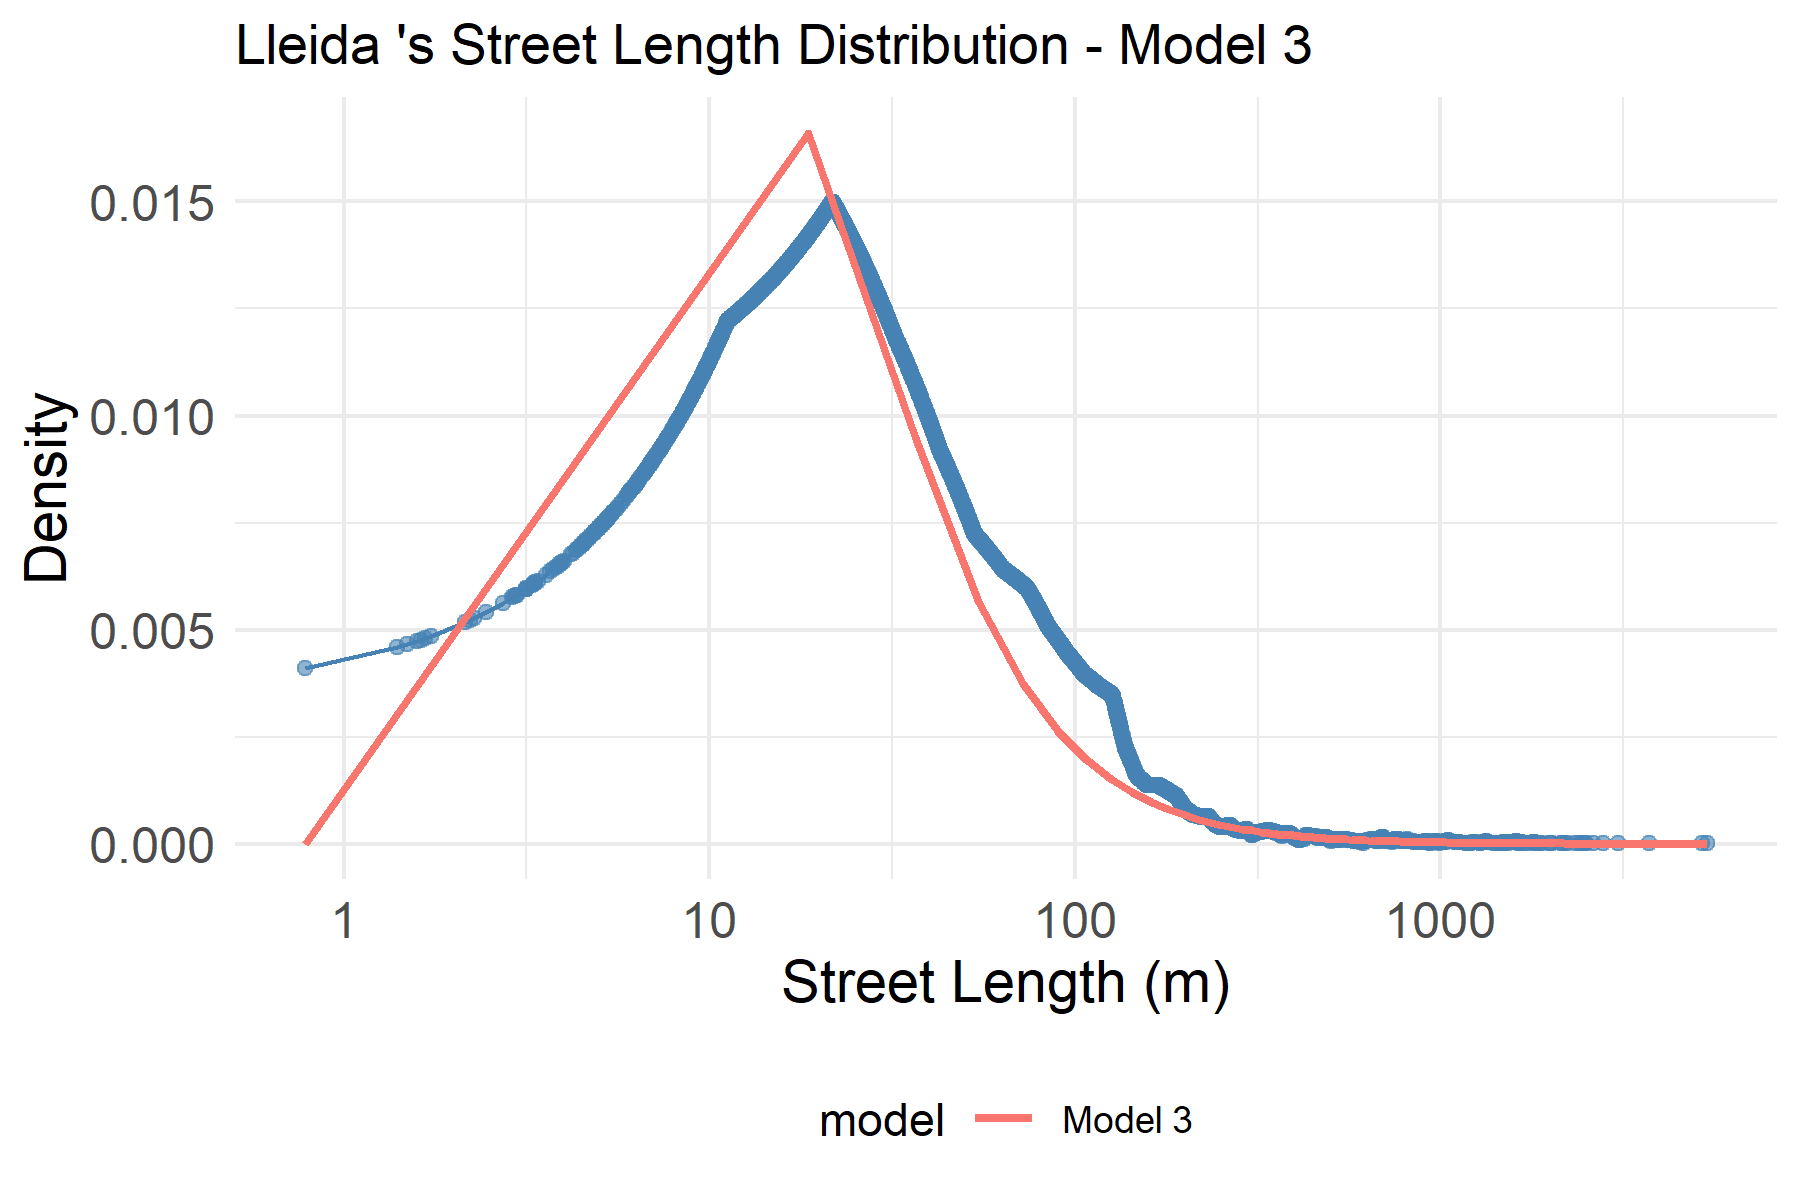 Lleida 's Street Length Distribution - Model 3
Density
0.015
0.010
0.005
0.000
1 10 100 1000
Street Length (m)
model Model 3